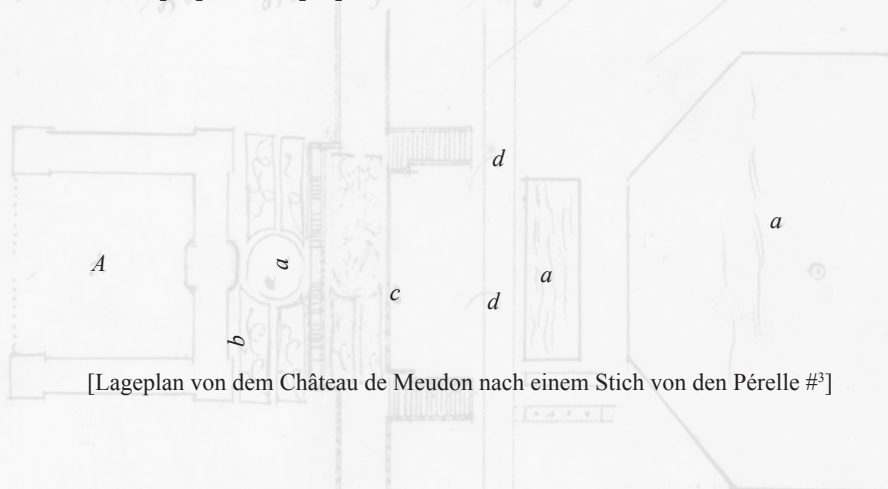 d
a
A
a
a
c
d
b
[Lageplan von dem Château de Meudon nach einem Stich von den Pérelle #³]